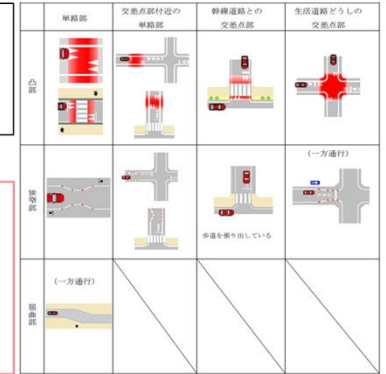 単路部
交差点部付近の
単路部
幹線道路との
交差点部
生活道路どうしの
交差点部
凸部
狭窄部
(一方通行)
歩道を張り出している
屈曲部
(一方通行)